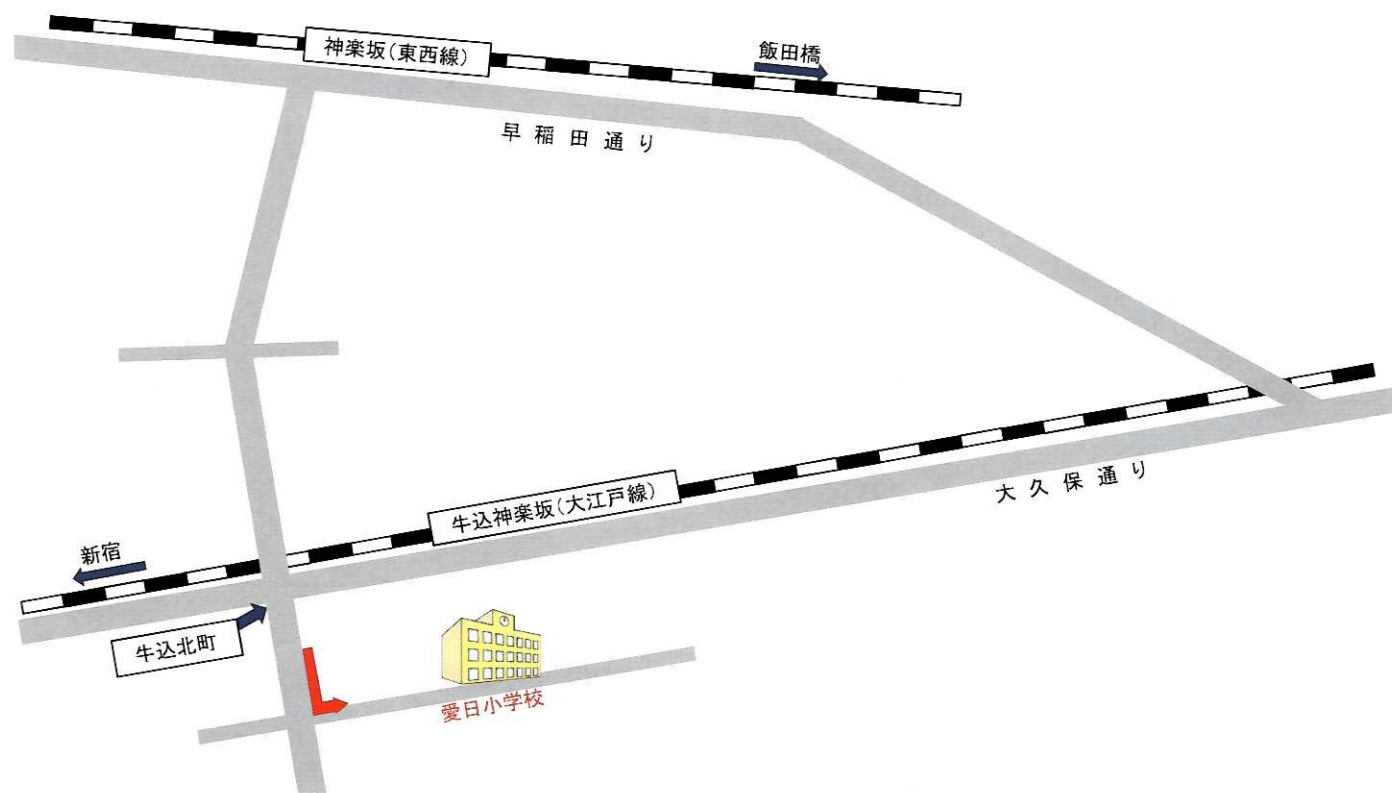 神楽坂(東西線)
飯田橋
早稲田通り
牛込神楽坂(大江戸線)
大久保通り
新宿
牛込北町
愛日小学校